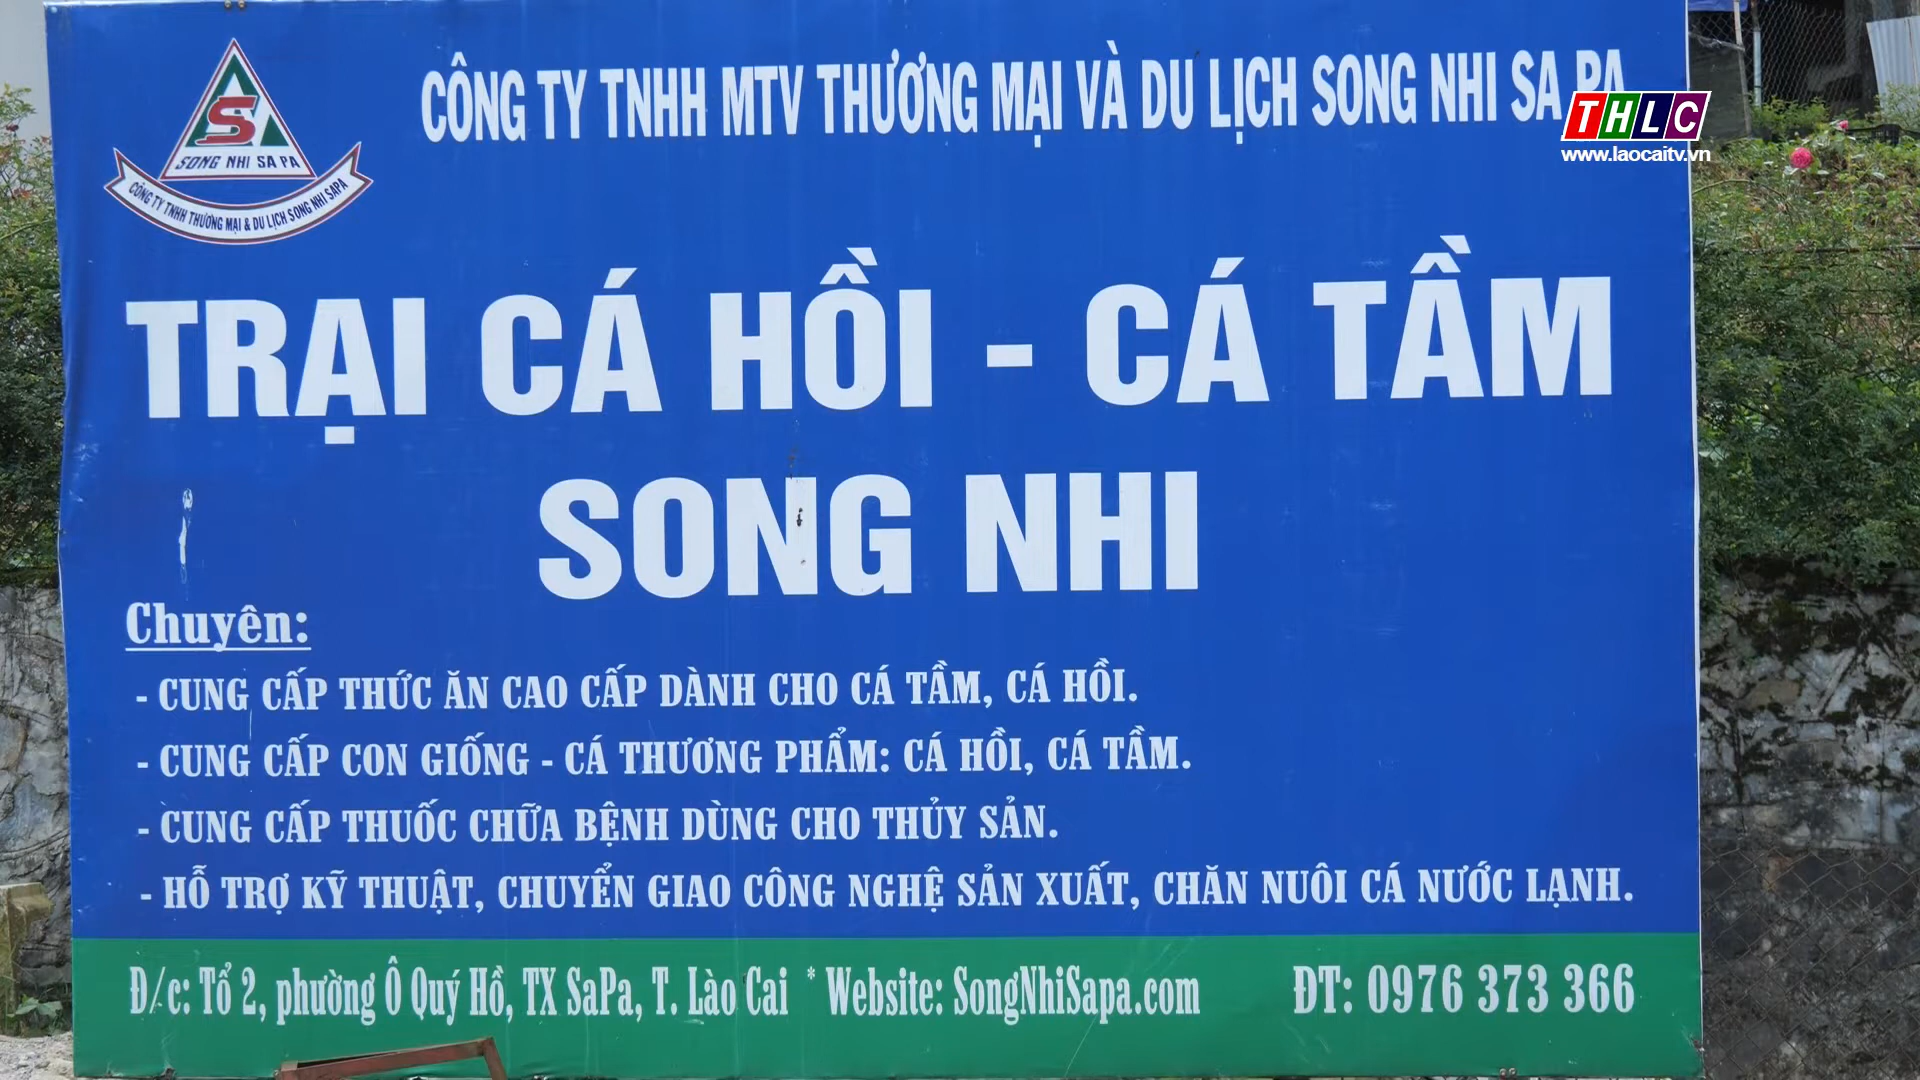 CÔNG TY TNHH MTV THƯƠNG MẠI VÀ DU LỊCH SONG NHI SA PA
THLC
www.laocaitv.vn
SA
SONG NHI SA PA
CÔNG TY TNHH THƯƠNG MẠI & DU LỊCH SONG NHI SAPA
TRẠI CÁ HỒI - CÁ TẦM
SONG NHI
Chuyên:
- CUNG CẤP THỨC ĂN CAO CẤP DÀNH CHO CÁ TẦM, CÁ HỒI.
- CUNG CẤP CON GIỐNG - CÁ THƯƠNG PHẨM: CÁ HỒI, CÁ TẦM.
- CUNG CẤP THUỐC CHỮA BỆNH DÙNG CHO THỦY SẢN.
- HỖ TRỢ KỸ THUẬT, CHUYỂN GIAO CÔNG NGHỆ SẢN XUẤT, CHĂN NUÔI CÁ NƯỚC LẠNH.
Đ/c: Tổ 2, phường Ô Quý Hồ, TX SaPa, T. Lào Cai * Website: SongNhiSapa.com ĐT: 0976 373 366